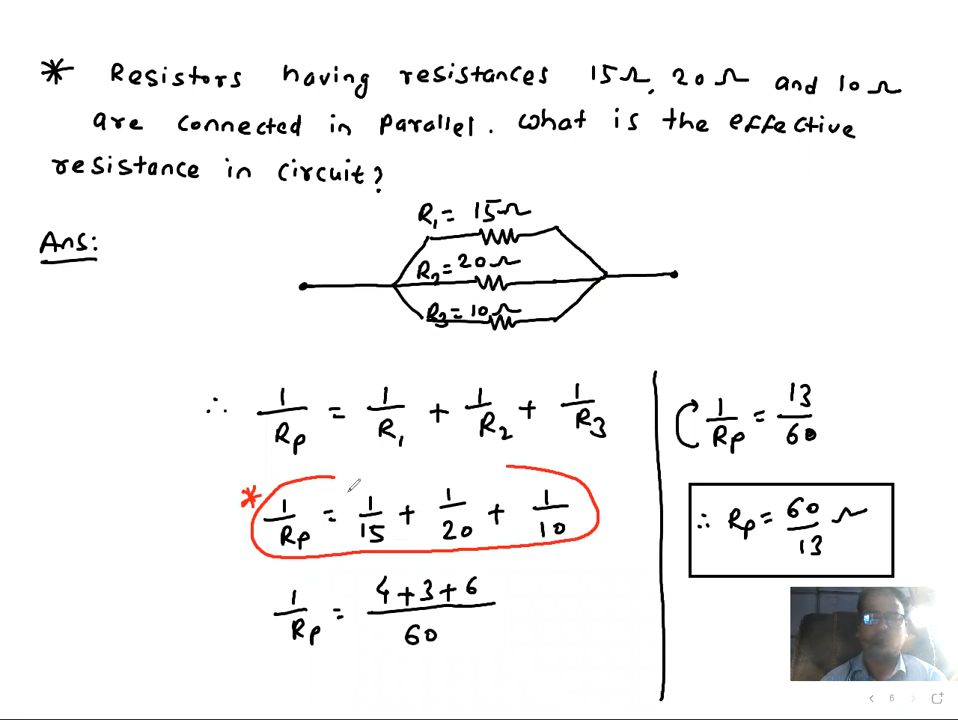 * Resistors having resistances 15Ω, 20Ω and 10Ω
are connected in parallel. What is the effective
resistance in circuit?
Ans:
R₁ = 15Ω
R₂ = 20Ω
R₃ = 10Ω
∴ 1/Rp = 1/R₁ + 1/R₂ + 1/R₃
* 1/Rp = 1/15 + 1/20 + 1/10
1/Rp = (4+3+6)/60
1/Rp = 13/60
∴ Rp = 60/13 Ω
6